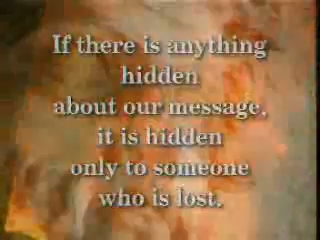 If there is anything
hidden
about our message,
it is hidden
only to someone
who is lost.